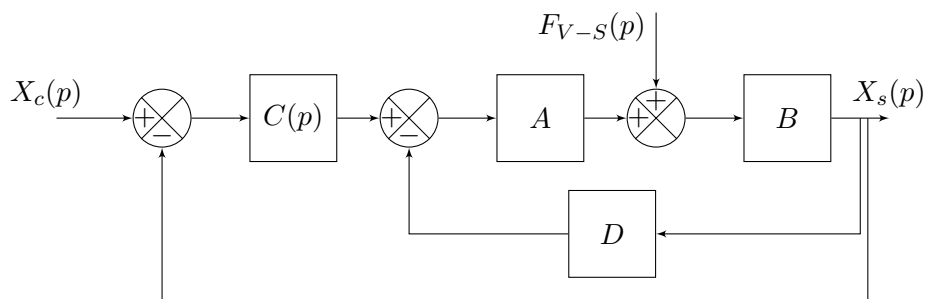 F_{V-S}(p)
X_c(p)
+
−
C(p)
+
−
A
+
+
B
X_s(p)
D